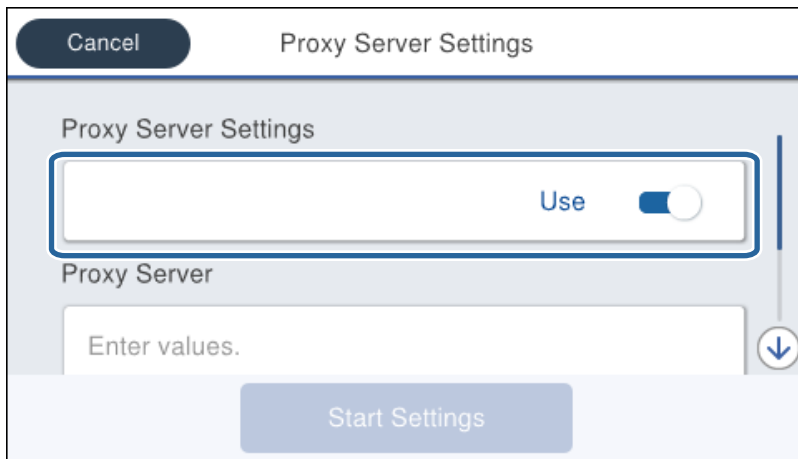 Cancel
Proxy Server Settings
Proxy Server Settings
Use
Proxy Server
Enter values.
Start Settings